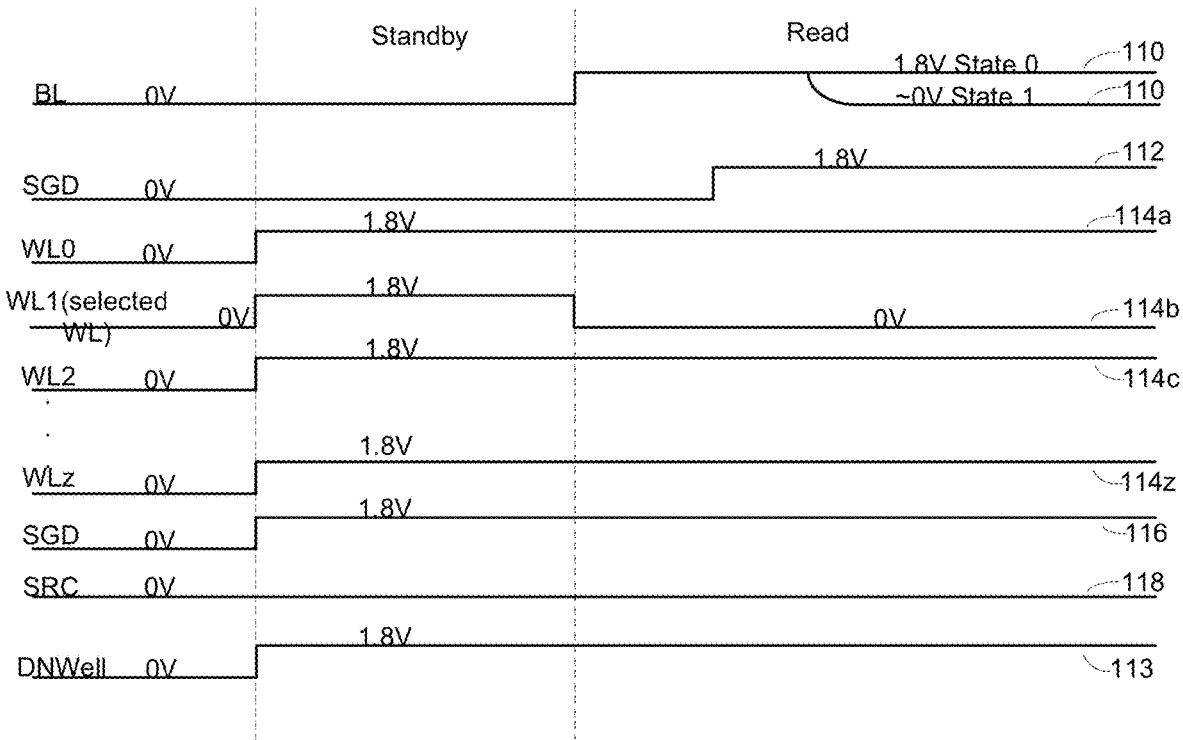 Standby
Read
BL 0V 1.8V State 0 110
~0V State 1 110
SGD 0V 1.8V 112
WL0 0V 1.8V 114a
WL1(selected
WL) 0V 1.8V 0V 114b
WL2 0V 1.8V 114c
WLz 0V 1.8V 114z
SGD 0V 1.8V 116
SRC 0V 118
DNWell 0V 1.8V 113